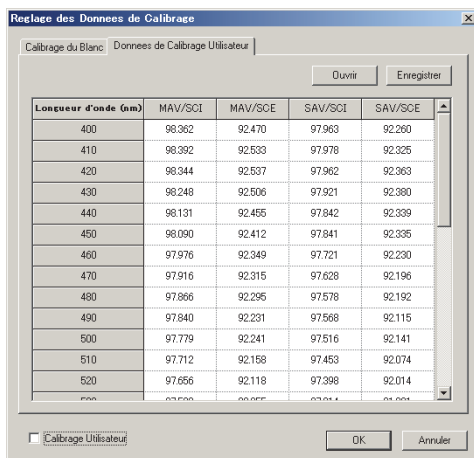 Reglage des Donnees de Calibrage
Calibrage du Blanc Donnees de Calibrage Utilisateur
Ouvrir Enregistrer
Longueur d'onde (nm) MAV/SCI MAV/SCE SAV/SCI SAV/SCE
400 98.362 92.470 97.963 92.260
410 98.392 92.533 97.978 92.325
420 98.344 92.537 97.962 92.363
430 98.248 92.506 97.921 92.380
440 98.131 92.455 97.842 92.339
450 98.090 92.412 97.841 92.335
460 97.976 92.349 97.721 92.230
470 97.916 92.315 97.628 92.196
480 97.866 92.295 97.578 92.192
490 97.840 92.231 97.568 92.115
500 97.779 92.241 97.516 92.141
510 97.712 92.158 97.453 92.074
520 97.656 92.118 97.398 92.014
Calibrage Utilisateur OK Annuler